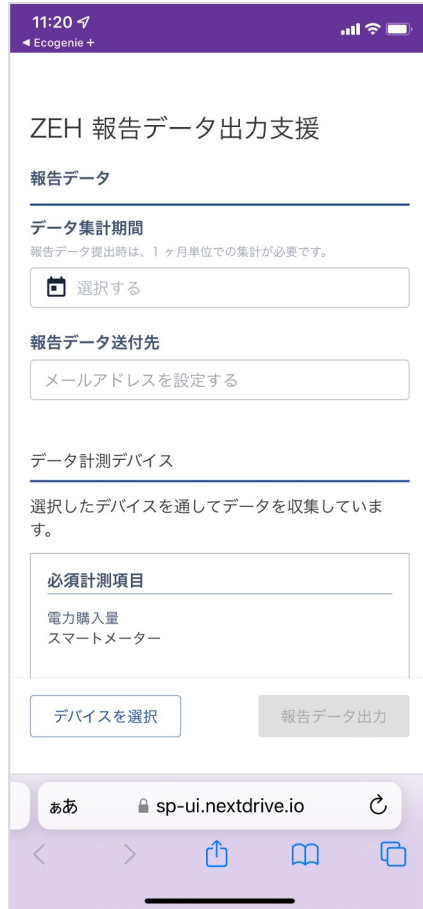 11:20
◀ Ecogenie +
ZEH 報告データ出力支援
報告データ
データ集計期間
報告データ提出時は、1 ヶ月単位での集計が必要です。
選択する
報告データ送付先
メールアドレスを設定する
データ計測デバイス
選択したデバイスを通してデータを収集していま
す。
必須計測項目
電力購入量
スマートメーター
デバイスを選択
報告データ出力
ぁあ
sp-ui.nextdrive.io